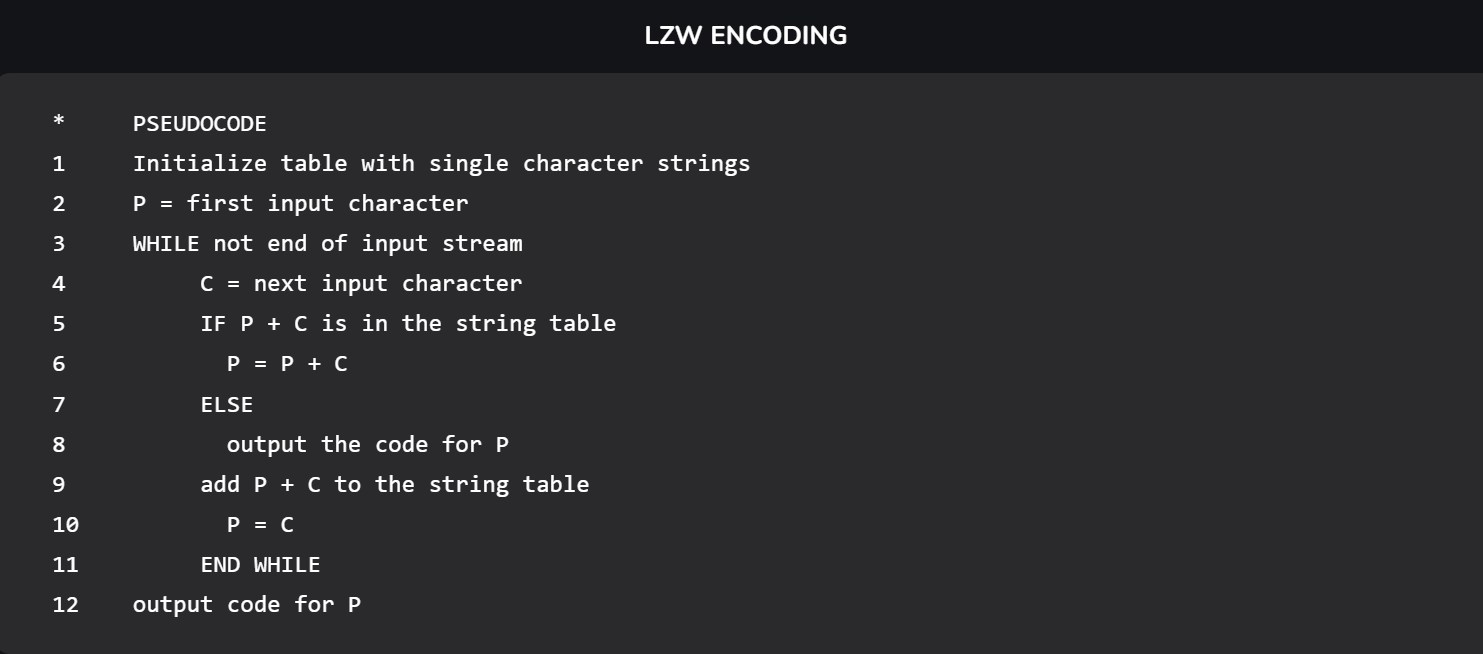 LZW ENCODING
* PSEUDOCODE
1 Initialize table with single character strings
2 P = first input character
3 WHILE not end of input stream
4 C = next input character
5 IF P + C is in the string table
6 P = P + C
7 ELSE
8 output the code for P
9 add P + C to the string table
10 P = C
11 END WHILE
12 output code for P